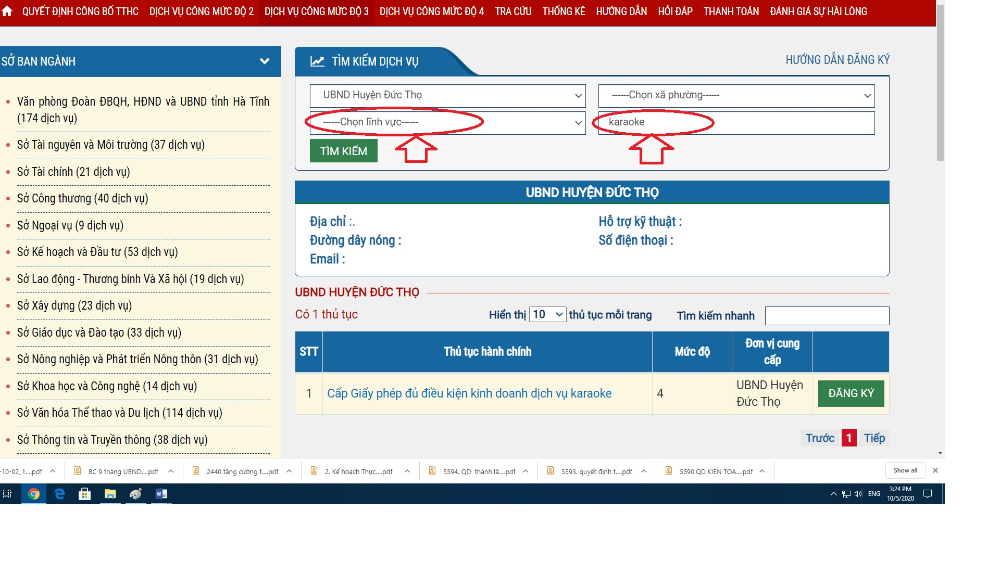 QUYẾT ĐỊNH CÔNG BỐ TTHC DỊCH VỤ CÔNG MỨC ĐỘ 2 DỊCH VỤ CÔNG MỨC ĐỘ 3 DỊCH VỤ CÔNG MỨC ĐỘ 4 TRA CỨU THỐNG KÊ HƯỚNG DẪN HỎI ĐÁP THANH TOÁN ĐÁNH GIÁ SỰ HÀI LÒNG
SỞ BAN NGÀNH
Văn phòng Đoàn ĐBQH, HĐND và UBND tỉnh Hà Tĩnh
(174 dịch vụ)
Sở Tài nguyên và Môi trường (37 dịch vụ)
Sở Tài chính (21 dịch vụ)
Sở Công thương (40 dịch vụ)
Sở Ngoại vụ (9 dịch vụ)
Sở Kế hoạch và Đầu tư (53 dịch vụ)
Sở Lao động - Thương binh Và Xã hội (19 dịch vụ)
Sở Xây dựng (23 dịch vụ)
Sở Giáo dục và Đào tạo (33 dịch vụ)
Sở Nông nghiệp và Phát triển Nông thôn (31 dịch vụ)
Sở Khoa học và Công nghệ (14 dịch vụ)
Sở Văn hóa Thể thao và Du lịch (114 dịch vụ)
Sở Thông tin và Truyền thông (38 dịch vụ)
TÌM KIẾM DỊCH VỤ
HƯỚNG DẪN ĐĂNG KÝ
UBND Huyện Đức Thọ
------Chọn xã phường------
------Chọn lĩnh vực------
karaoke
TÌM KIẾM
UBND HUYỆN ĐỨC THỌ
Địa chỉ :.
Hỗ trợ kỹ thuật :
Đường dây nóng :
Số điện thoại :
Email :
UBND HUYỆN ĐỨC THỌ
Có 1 thủ tục
Hiển thị 10 thủ tục mỗi trang
Tìm kiếm nhanh
STT Thủ tục hành chính Mức độ Đơn vị cung
cấp
1 Cấp Giấy phép đủ điều kiện kinh doanh dịch vụ karaoke 4 UBND Huyện
Đức Thọ
ĐĂNG KÝ
Trước 1 Tiếp
-10-02_1....pdf BC 9 tháng UBND....pdf 2440 tăng cường t....pdf 2. Kế hoạch Thực....pdf 5594. QD thành lâ....pdf 5593. quyết định t....pdf 5590.QD KIEN TOA....pdf Show all
ENG
3:24 PM
10/5/2020